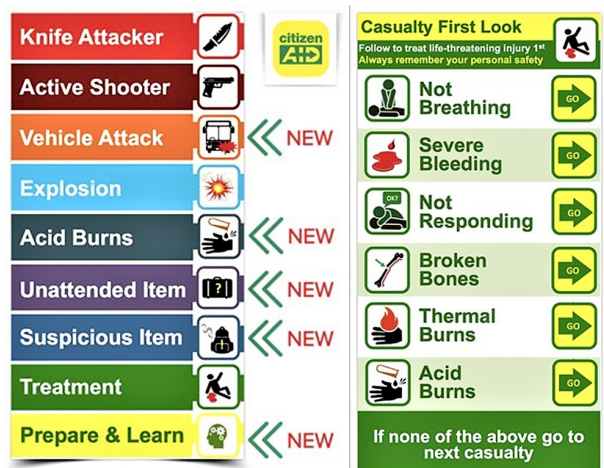 Knife Attacker
Active Shooter
Vehicle Attack
NEW
Explosion
Acid Burns
NEW
Unattended Item
?
NEW
Suspicious Item
NEW
Treatment
Prepare & Learn
NEW
citizen
AID
Casualty First Look
Follow to treat life-threatening injury 1st
Always remember your personal safety
Not
Breathing
GO
Severe
Bleeding
GO
OK?
Not
Responding
GO
Broken
Bones
GO
Thermal
Burns
GO
Acid
Burns
GO
If none of the above go to
next casualty